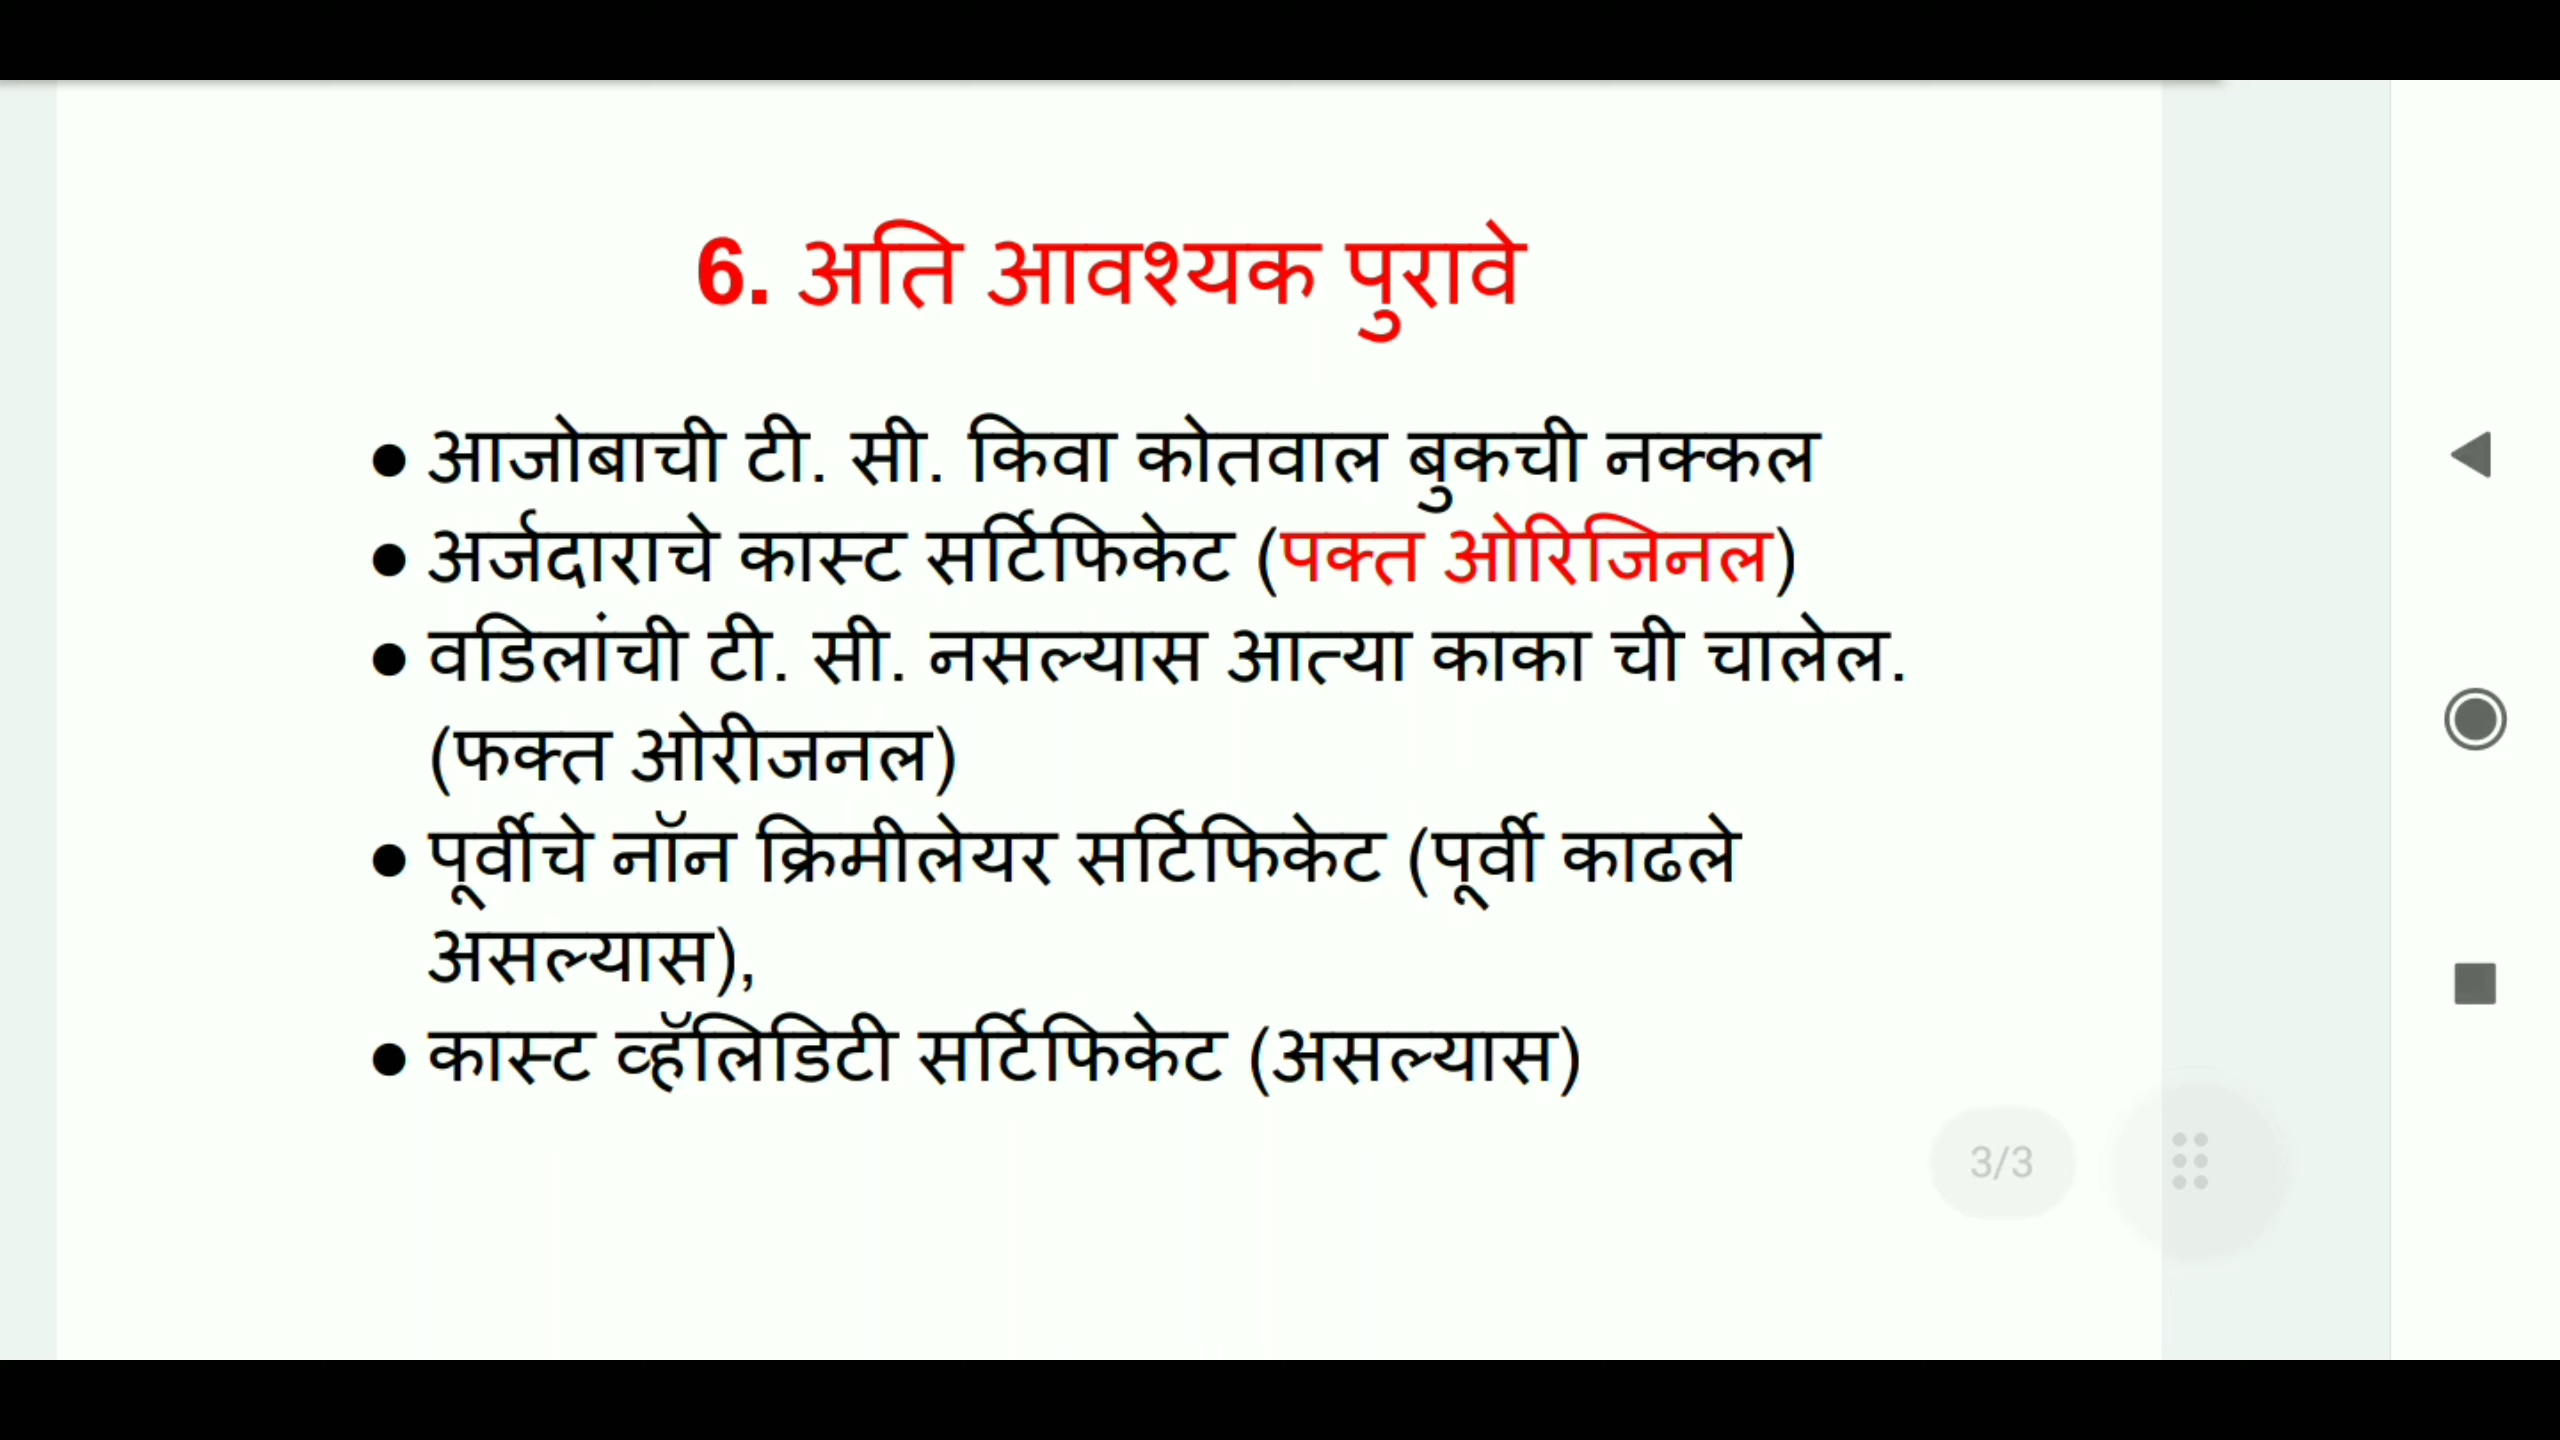 6. अति आवश्यक पुरावे
● आजोबाची टी. सी. किवा कोतवाल बुकची नक्कल
● अर्जदाराचे कास्ट सर्टिफिकेट (पक्त ओरिजिनल)
● वडिलांची टी. सी. नसल्यास आत्या काका ची चालेल.
(फक्त ओरीजनल)
● पूर्वीचे नॉन क्रिमीलेयर सर्टिफिकेट (पूर्वी काढले
असल्यास),
● कास्ट व्हॅलिडिटी सर्टिफिकेट (असल्यास)
3/3